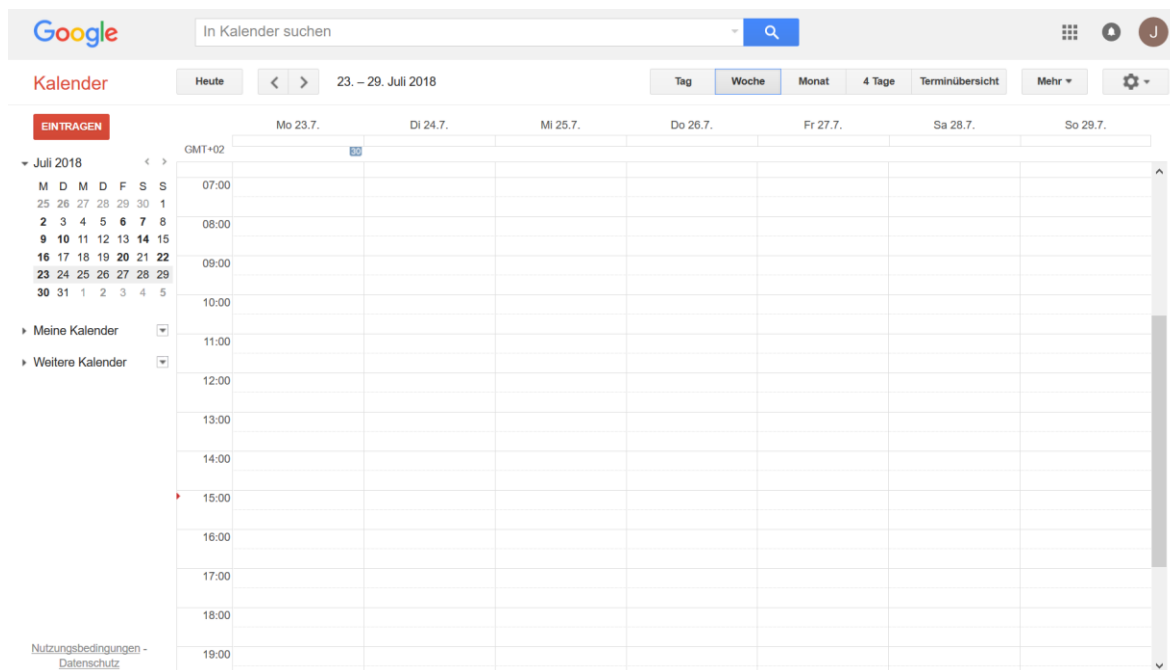 Google
In Kalender suchen
J
Kalender
Heute
23. – 29. Juli 2018
Tag Woche Monat 4 Tage Terminübersicht
Mehr
EINTRAGEN
Juli 2018
M D M D F S S
25 26 27 28 29 30 1
2 3 4 5 6 7 8
9 10 11 12 13 14 15
16 17 18 19 20 21 22
23 24 25 26 27 28 29
30 31 1 2 3 4 5
Meine Kalender
Weitere Kalender
Nutzungsbedingungen -
Datenschutz
Mo 23.7. Di 24.7. Mi 25.7. Do 26.7. Fr 27.7. Sa 28.7. So 29.7.
GMT+02
30
07:00
08:00
09:00
10:00
11:00
12:00
13:00
14:00
15:00
16:00
17:00
18:00
19:00